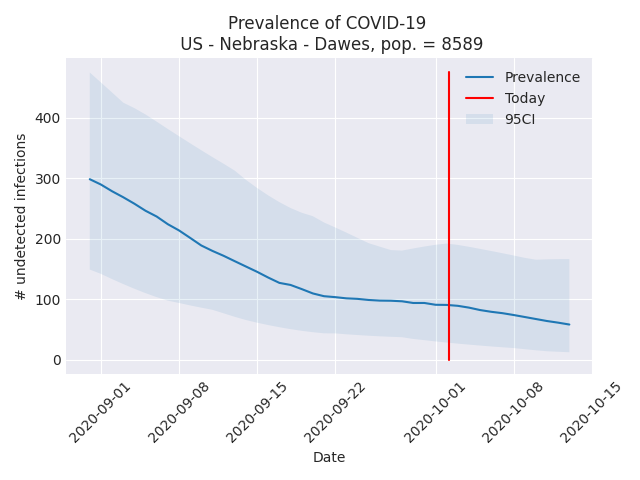 Prevalence of COVID-19
US - Nebraska - Dawes, pop. = 8589
Prevalence
Today
95CI
# undetected infections
400
300
200
100
0
2020-09-01
2020-09-08
2020-09-15
2020-09-22
2020-10-01
2020-10-08
2020-10-15
Date